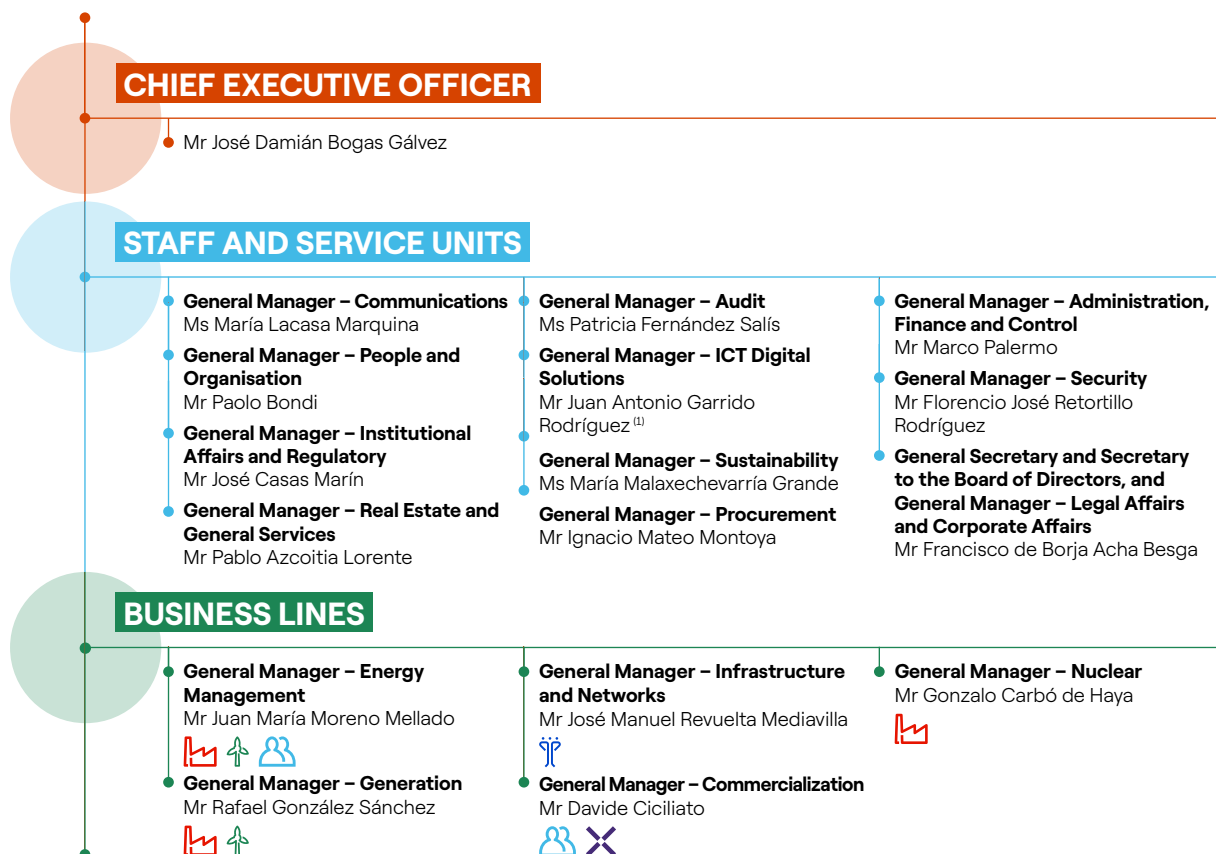 CHIEF EXECUTIVE OFFICER
Mr José Damián Bogas Gálvez
STAFF AND SERVICE UNITS
General Manager – Communications
Ms María Lacasa Marquina
General Manager – People and
Organisation
Mr Paolo Bondi
General Manager – Institutional
Affairs and Regulatory
Mr José Casas Marín
General Manager – Real Estate and
General Services
Mr Pablo Azcoitia Lorente
General Manager – Audit
Ms Patricia Fernández Salís
General Manager – ICT Digital
Solutions
Mr Juan Antonio Garrido
Rodríguez (1)
General Manager – Sustainability
Ms María Malaxechevarría Grande
General Manager – Procurement
Mr Ignacio Mateo Montoya
General Manager – Administration,
Finance and Control
Mr Marco Palermo
General Manager – Security
Mr Florencio José Retortillo
Rodríguez
General Secretary and Secretary
to the Board of Directors, and
General Manager – Legal Affairs
and Corporate Affairs
Mr Francisco de Borja Acha Besga
BUSINESS LINES
General Manager – Energy
Management
Mr Juan María Moreno Mellado
General Manager – Generation
Mr Rafael González Sánchez
General Manager – Infrastructure
and Networks
Mr José Manuel Revuelta Mediavilla
General Manager – Commercialization
Mr Davide Ciciliato
General Manager – Nuclear
Mr Gonzalo Carbó de Haya